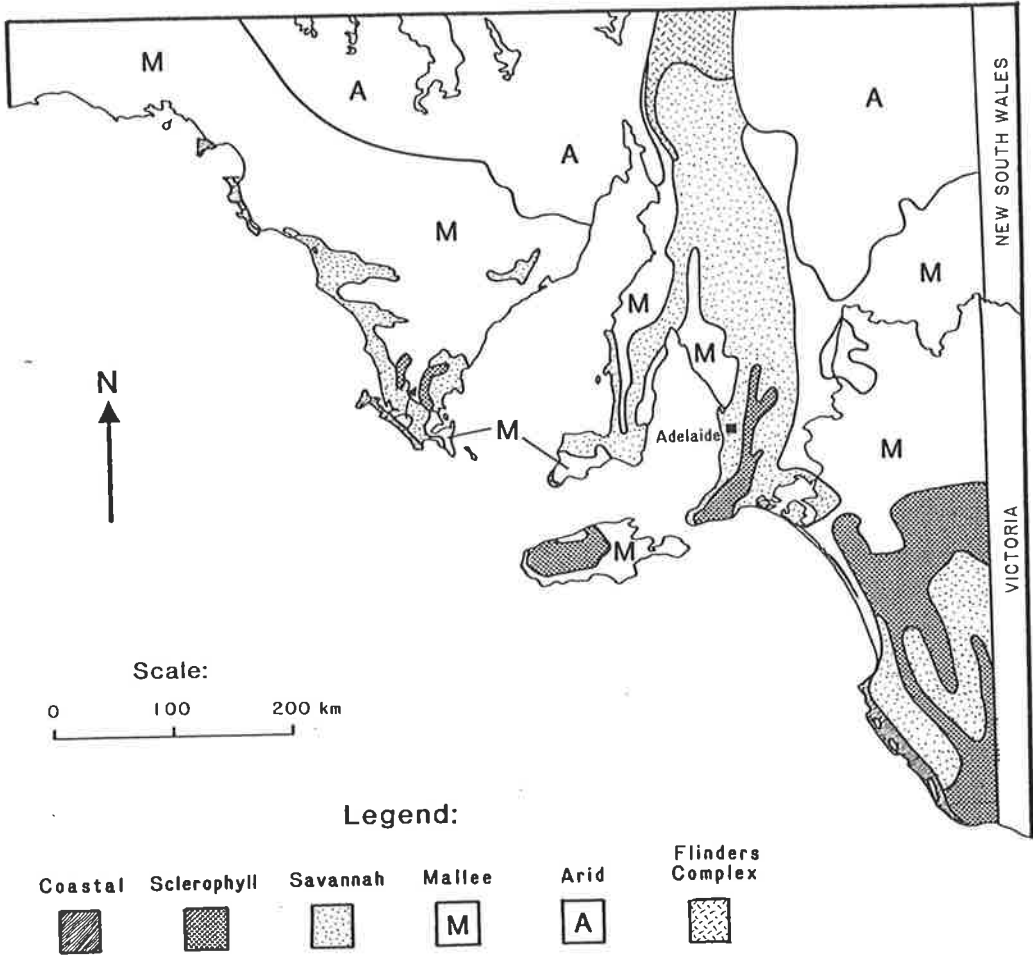 M
A
A
NEW SOUTH WALES
A
M
M
M
M
N
M
Adelaide
M
M
VICTORIA
Scale:
0 100 200 km
Legend:
Coastal Sclerophyll Savannah Mallee Arid Flinders Complex
M A